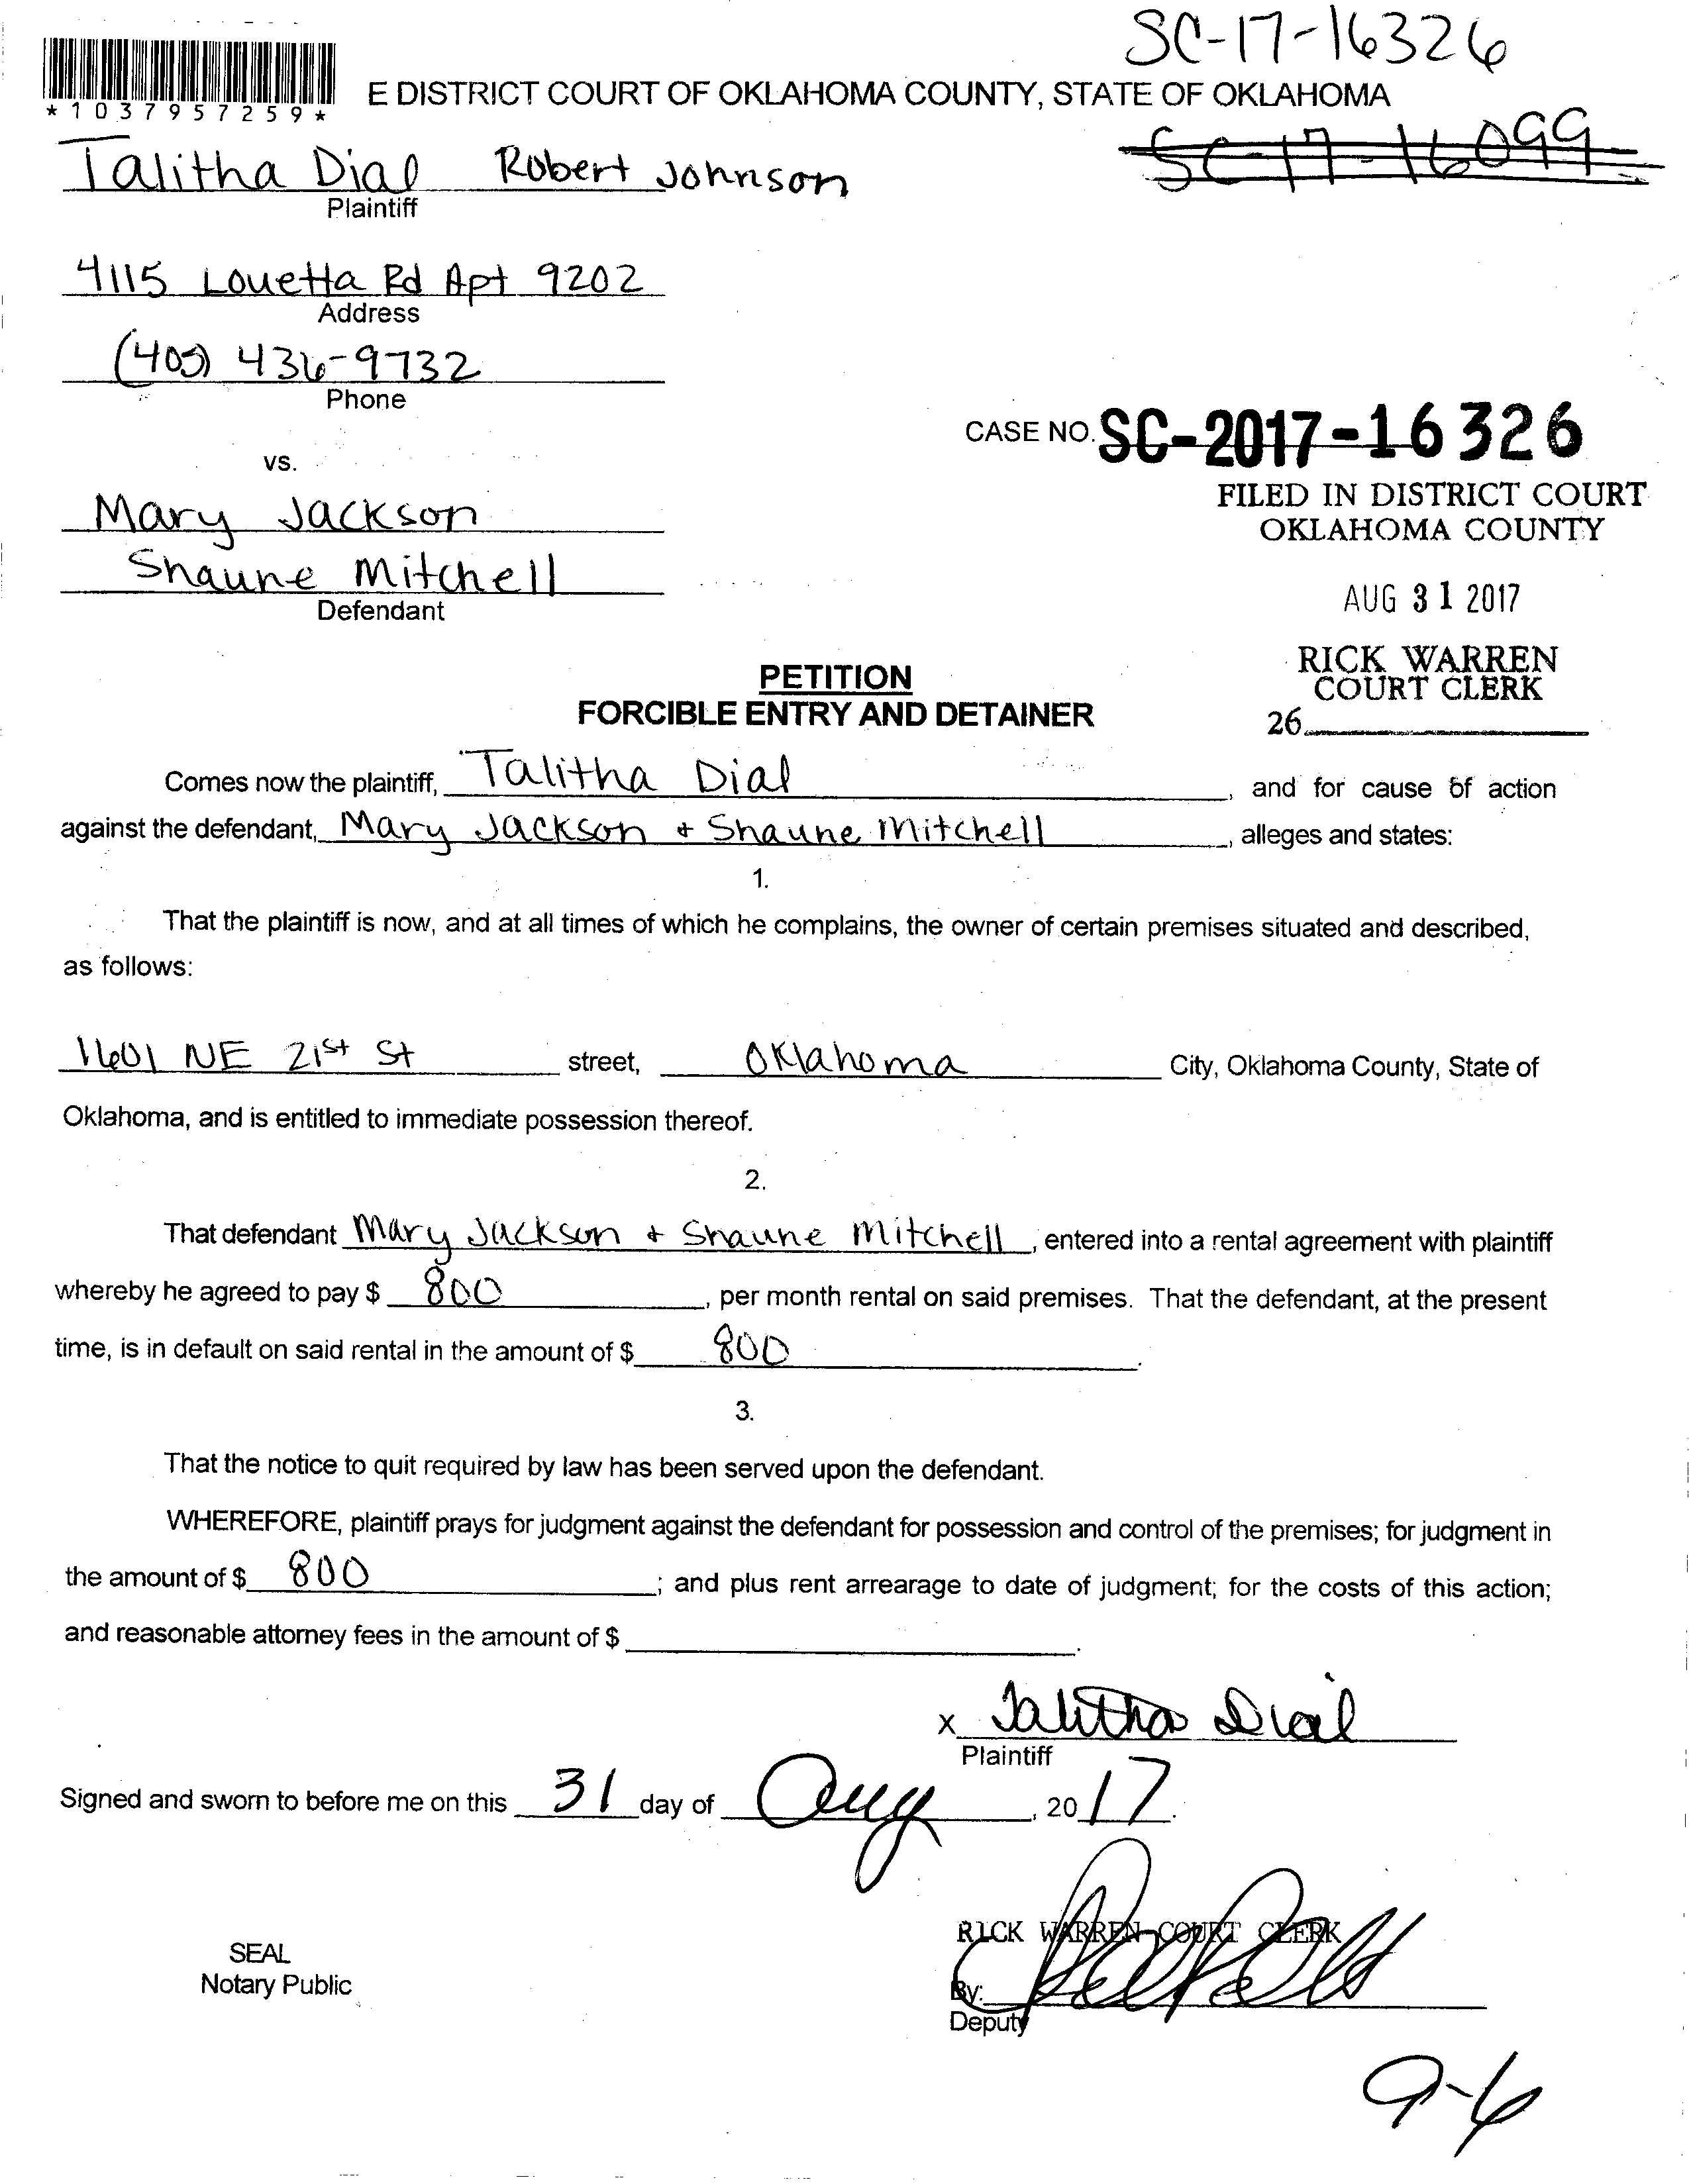 SC-17-16326
*1037957259*
E DISTRICT COURT OF OKLAHOMA COUNTY, STATE OF OKLAHOMA
SC-17-16099
Talitha Dial Robert Johnson
Plaintiff
4115 Louetta Rd Apt 9202
Address
(405) 436-9732
Phone
CASE NO. SC-2017-16326
vs.
FILED IN DISTRICT COURT
OKLAHOMA COUNTY
Mary Jackson
Shaune Mitchell
Defendant
AUG 31 2017
RICK WARREN
COURT CLERK
26
PETITION
FORCIBLE ENTRY AND DETAINER
Comes now the plaintiff, Talitha Dial, and for cause of action
against the defendant, Mary Jackson + Shaune Mitchell, alleges and states:
1.
That the plaintiff is now, and at all times of which he complains, the owner of certain premises situated and described,
as follows:
1601 NE 21st St street, Oklahoma City, Oklahoma County, State of
Oklahoma, and is entitled to immediate possession thereof.
2.
That defendant Mary Jackson + Shaune Mitchell, entered into a rental agreement with plaintiff
whereby he agreed to pay $ 800, per month rental on said premises. That the defendant, at the present
time, is in default on said rental in the amount of $ 800.
3.
That the notice to quit required by law has been served upon the defendant.
WHEREFORE, plaintiff prays for judgment against the defendant for possession and control of the premises; for judgment in
the amount of $ 800; and plus rent arrearage to date of judgment; for the costs of this action;
and reasonable attorney fees in the amount of $ .
x Talitha Dial
Plaintiff
Signed and sworn to before me on this 31 day of Aug, 2017.
RICK WARREN COURT CLERK
SEAL
Notary Public
By:
Deputy
9-6